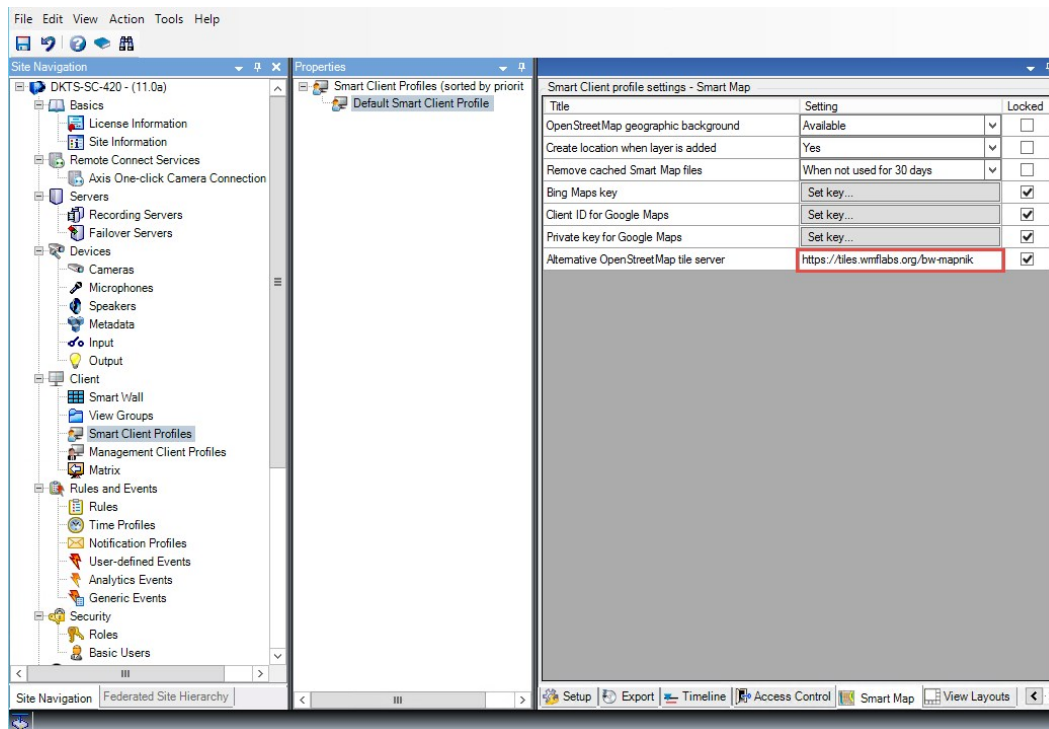 File Edit View Action Tools Help
Site Navigation
DKTS-SC-420 - (11.0a)
Basics
License Information
Site Information
Remote Connect Services
Axis One-click Camera Connection
Servers
Recording Servers
Failover Servers
Devices
Cameras
Microphones
Speakers
Metadata
Input
Output
Client
Smart Wall
View Groups
Smart Client Profiles
Management Client Profiles
Matrix
Rules and Events
Rules
Time Profiles
Notification Profiles
User-defined Events
Analytics Events
Generic Events
Security
Roles
Basic Users
Site Navigation Federated Site Hierarchy
Properties
Smart Client Profiles (sorted by priorit
Default Smart Client Profile
Smart Client profile settings - Smart Map
Title Setting Locked
OpenStreetMap geographic background Available
Create location when layer is added Yes
Remove cached Smart Map files When not used for 30 days
Bing Maps key Set key...
Client ID for Google Maps Set key...
Private key for Google Maps Set key...
Alternative OpenStreetMap tile server https://tiles.wmflabs.org/bw-mapnik
Setup Export Timeline Access Control Smart Map View Layouts